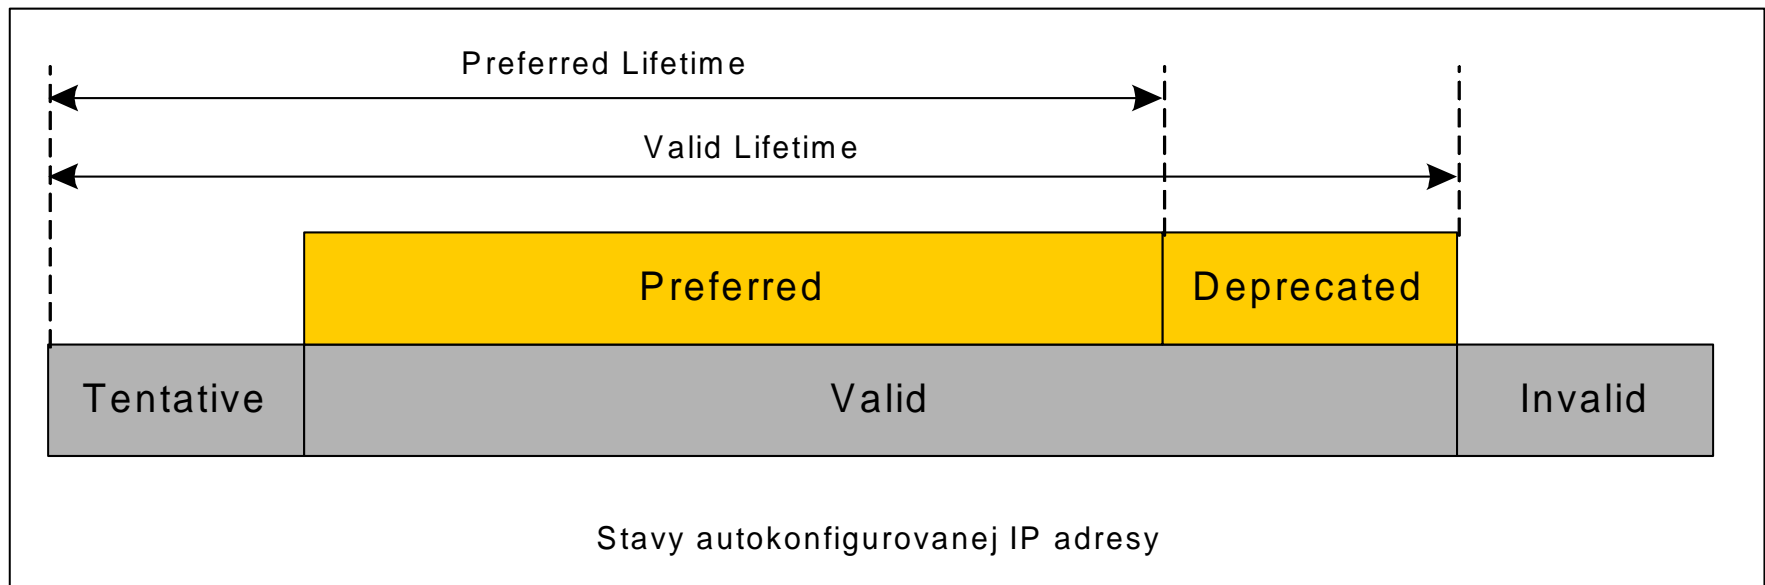 Preferred Lifetime
Valid Lifetime
Preferred
Deprecated
Tentative
Valid
Invalid
Stavy autokonfigurovanej IP adresy